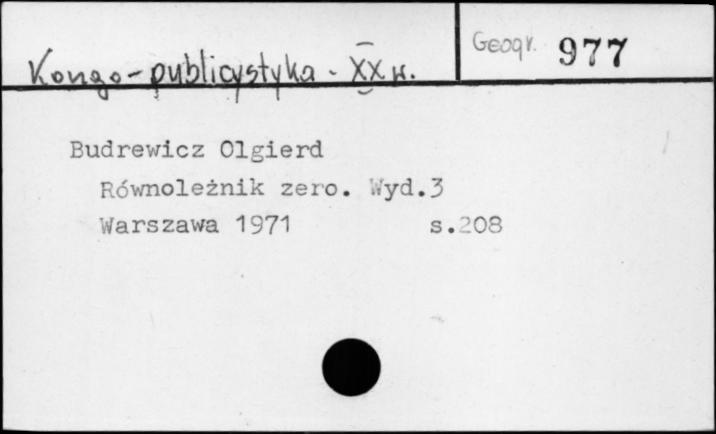 Kongo - publicystyka - XX w.
Geogr. 977
Budrewicz Olgierd
Równoleżnik zero. Wyd.3
Warszawa 1971 s.208